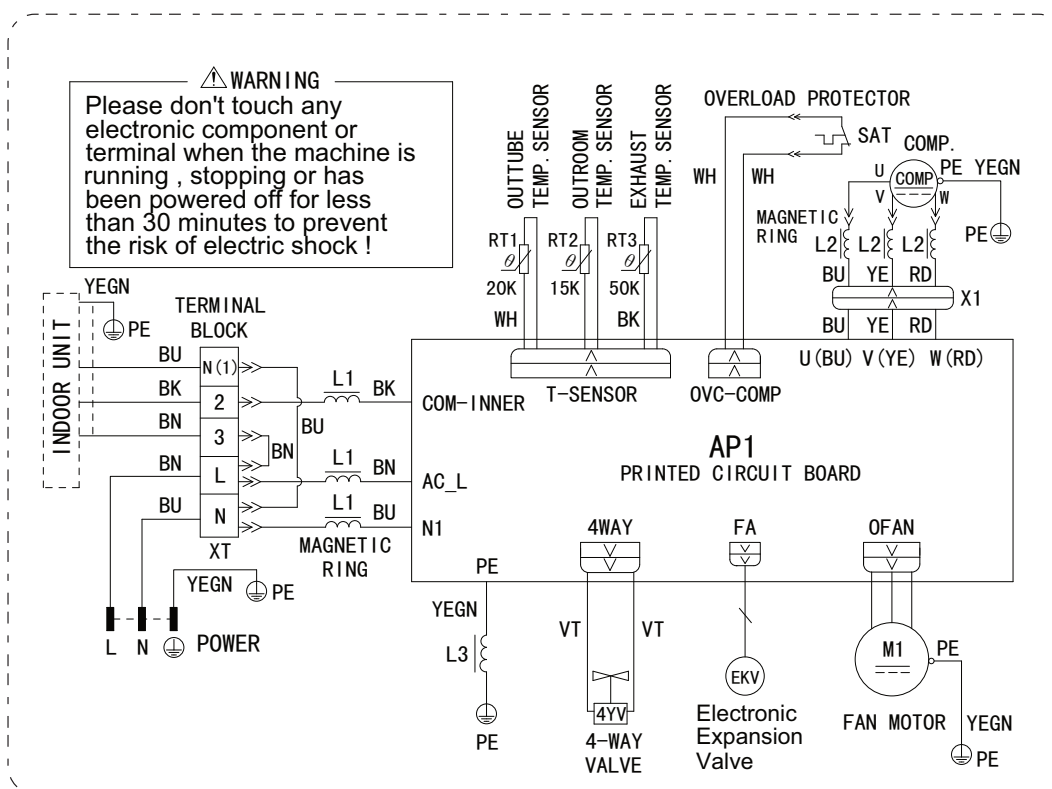 WARNING
Please don't touch any
electronic component or
terminal when the machine is
running , stopping or has
been powered off for less
than 30 minutes to prevent
the risk of electric shock !
OUTTUBE
TEMP. SENSOR
OUTROOM
TEMP. SENSOR
EXHAUST
TEMP. SENSOR
RT1
θ
20K
WH
RT2
θ
15K
RT3
θ
50K
BK
T-SENSOR
OVERLOAD PROTECTOR
SAT
WH
WH
OVC-COMP
COMP.
COMP
U
V
W
PE YEGN
PE
MAGNETIC
RING
L2
L2
L2
BU
YE
RD
X1
BU
YE
RD
U(BU) V(YE) W(RD)
INDOOR UNIT
YEGN
PE
TERMINAL
BLOCK
BU
N(1)
BK
2
BN
3
BN
L
BU
N
XT
BU
BN
L1
BK
COM-INNER
L1
BN
AC_L
L1
BU
N1
MAGNETIC
RING
AP1
PRINTED CIRCUIT BOARD
YEGN
PE
L
N
POWER
PE
YEGN
L3
PE
4WAY
VT
VT
4YV
4-WAY
VALVE
FA
EKV
Electronic
Expansion
Valve
OFAN
M1
PE
FAN MOTOR
YEGN
PE